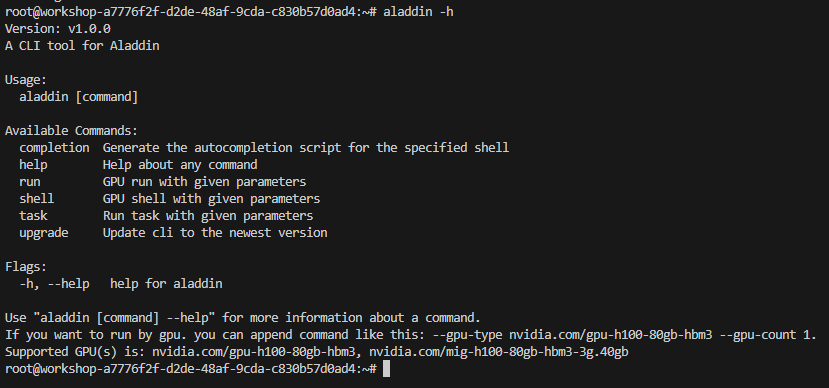 root@workshop-a7776f2f-d2de-48af-9cda-c830b57d0ad4:~# aladdin -h
Version: v1.0.0
A CLI tool for Aladdin
Usage:
  aladdin [command]
Available Commands:
  completion  Generate the autocompletion script for the specified shell
  help        Help about any command
  run         GPU run with given parameters
  shell       GPU shell with given parameters
  task        Run task with given parameters
  upgrade     Update cli to the newest version
Flags:
  -h, --help   help for aladdin
Use "aladdin [command] --help" for more information about a command.
If you want to run by gpu. you can append command like this: --gpu-type nvidia.com/gpu-h100-80gb-hbm3 --gpu-count 1.
Supported GPU(s) is: nvidia.com/gpu-h100-80gb-hbm3, nvidia.com/mig-h100-80gb-hbm3-3g.40gb
root@workshop-a7776f2f-d2de-48af-9cda-c830b57d0ad4:~#